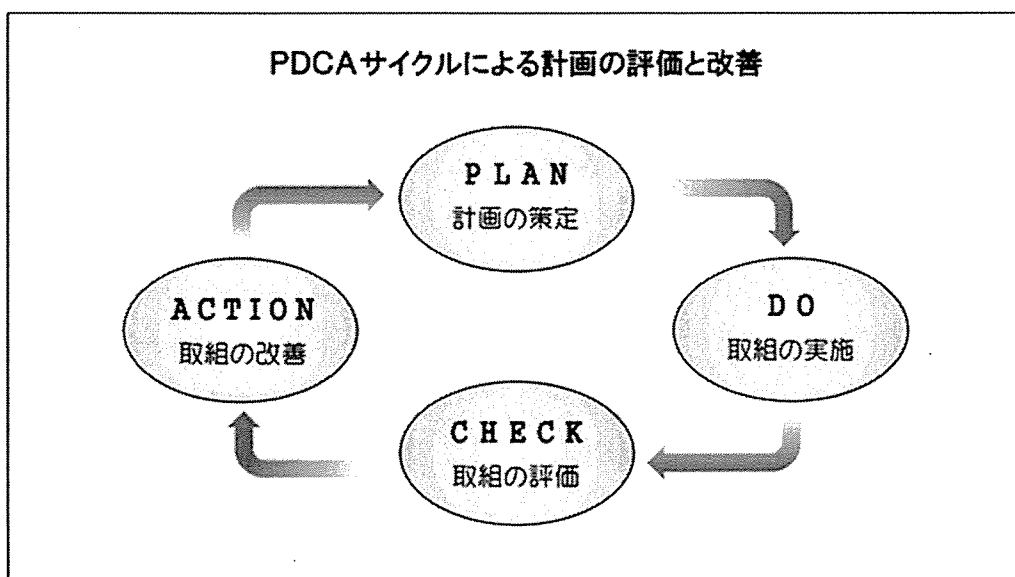 PDCAサイクルによる計画の評価と改善
PLAN
計画の策定
DO
取組の実施
CHECK
取組の評価
ACTION
取組の改善